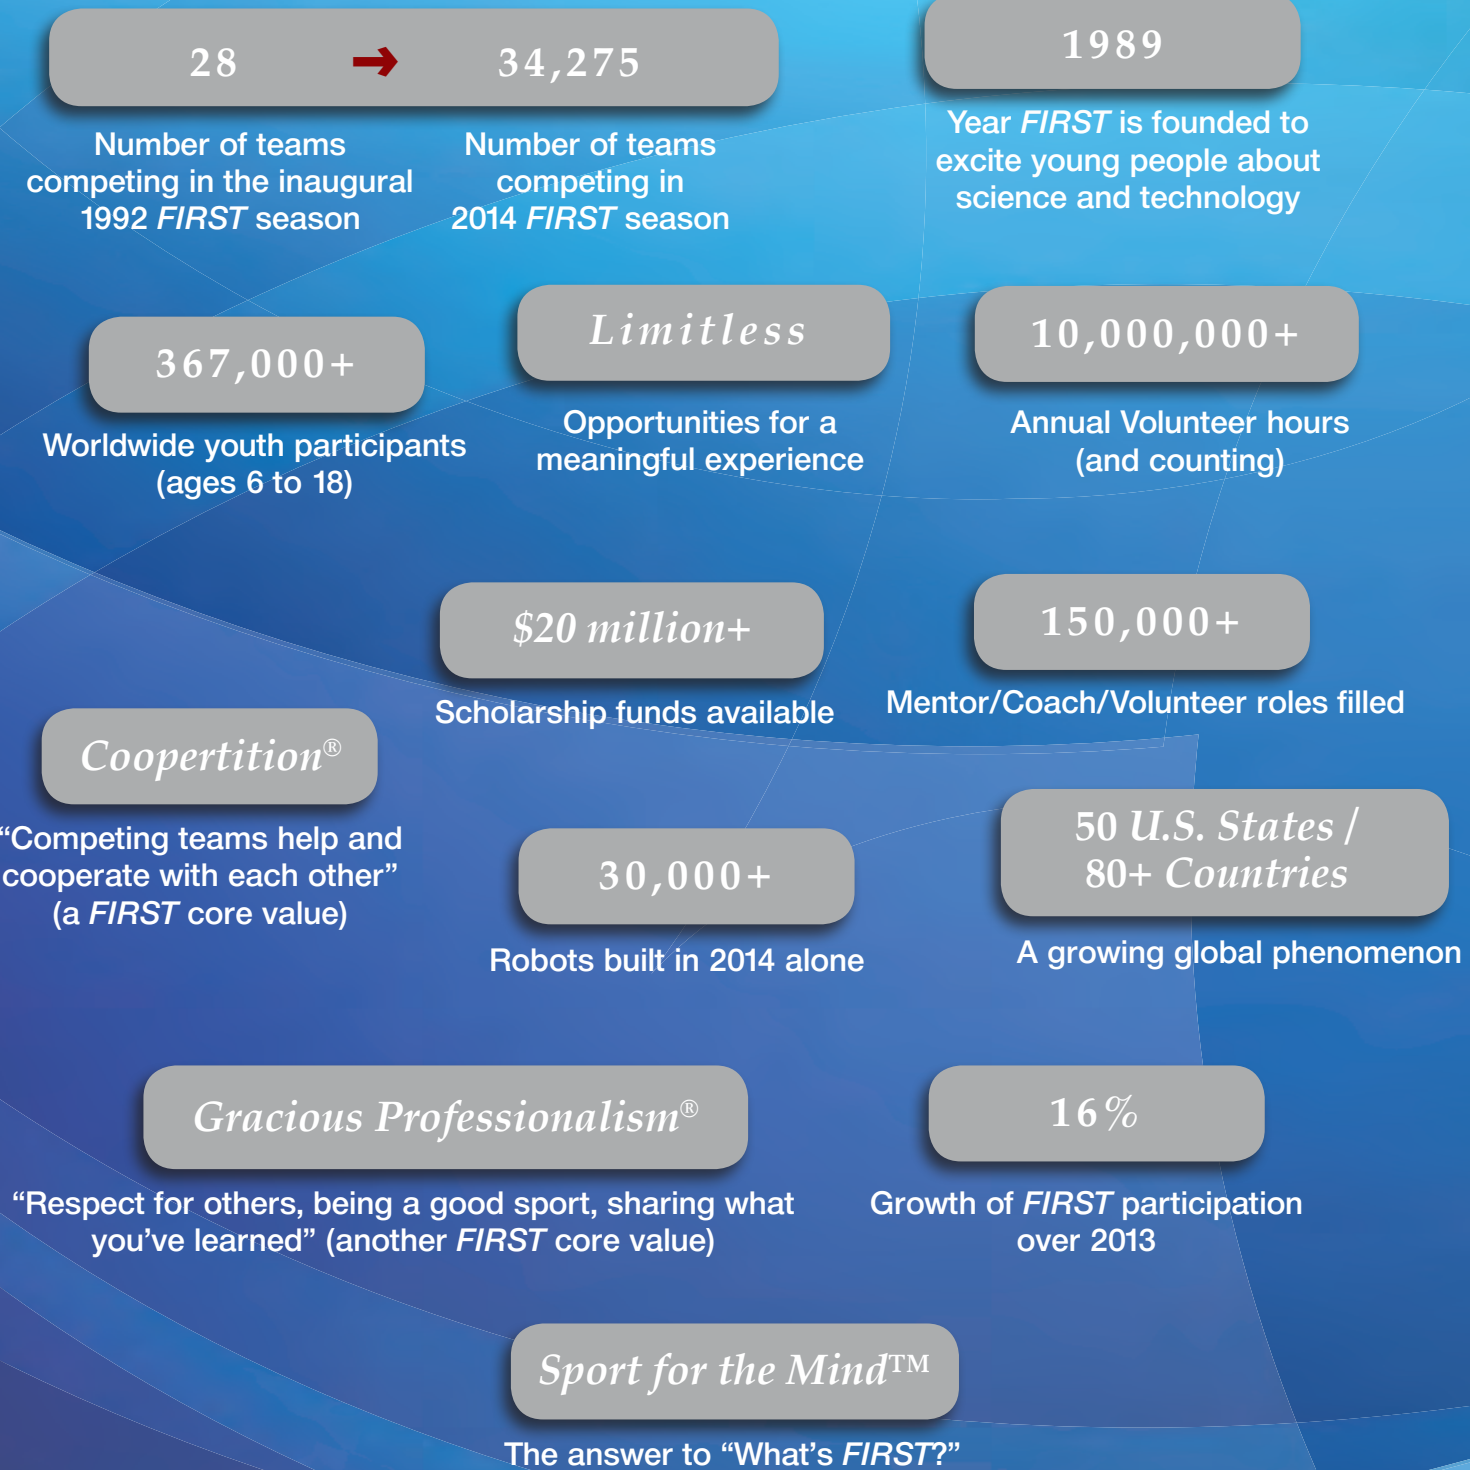 28 → 34,275
Number of teams
competing in the inaugural
1992 FIRST season
Number of teams
competing in
2014 FIRST season
1989
Year FIRST is founded to
excite young people about
science and technology
367,000+
Worldwide youth participants
(ages 6 to 18)
Limitless
Opportunities for a
meaningful experience
10,000,000+
Annual Volunteer hours
(and counting)
$20 million+
Scholarship funds available
150,000+
Mentor/Coach/Volunteer roles filled
Coopertition®
“Competing teams help and
cooperate with each other”
(a FIRST core value)
30,000+
Robots built in 2014 alone
50 U.S. States /
80+ Countries
A growing global phenomenon
Gracious Professionalism®
“Respect for others, being a good sport, sharing what
you’ve learned” (another FIRST core value)
16%
Growth of FIRST participation
over 2013
Sport for the Mind™
The answer to “What’s FIRST?”